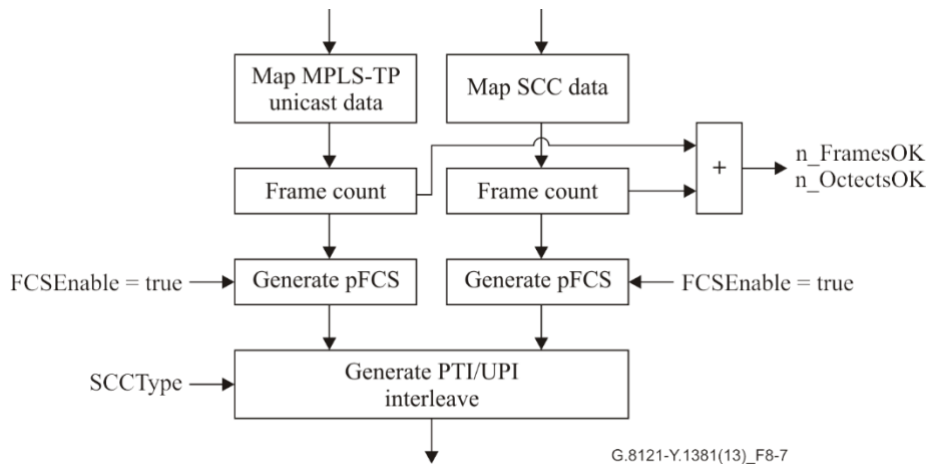 Map MPLS-TP
unicast data
Map SCC data
Frame count
Frame count
+
n_FramesOK
n_OctectsOK
FCSEnable = true
Generate pFCS
Generate pFCS
FCSEnable = true
SCCType
Generate PTI/UPI
interleave
G.8121-Y.1381(13)_F8-7